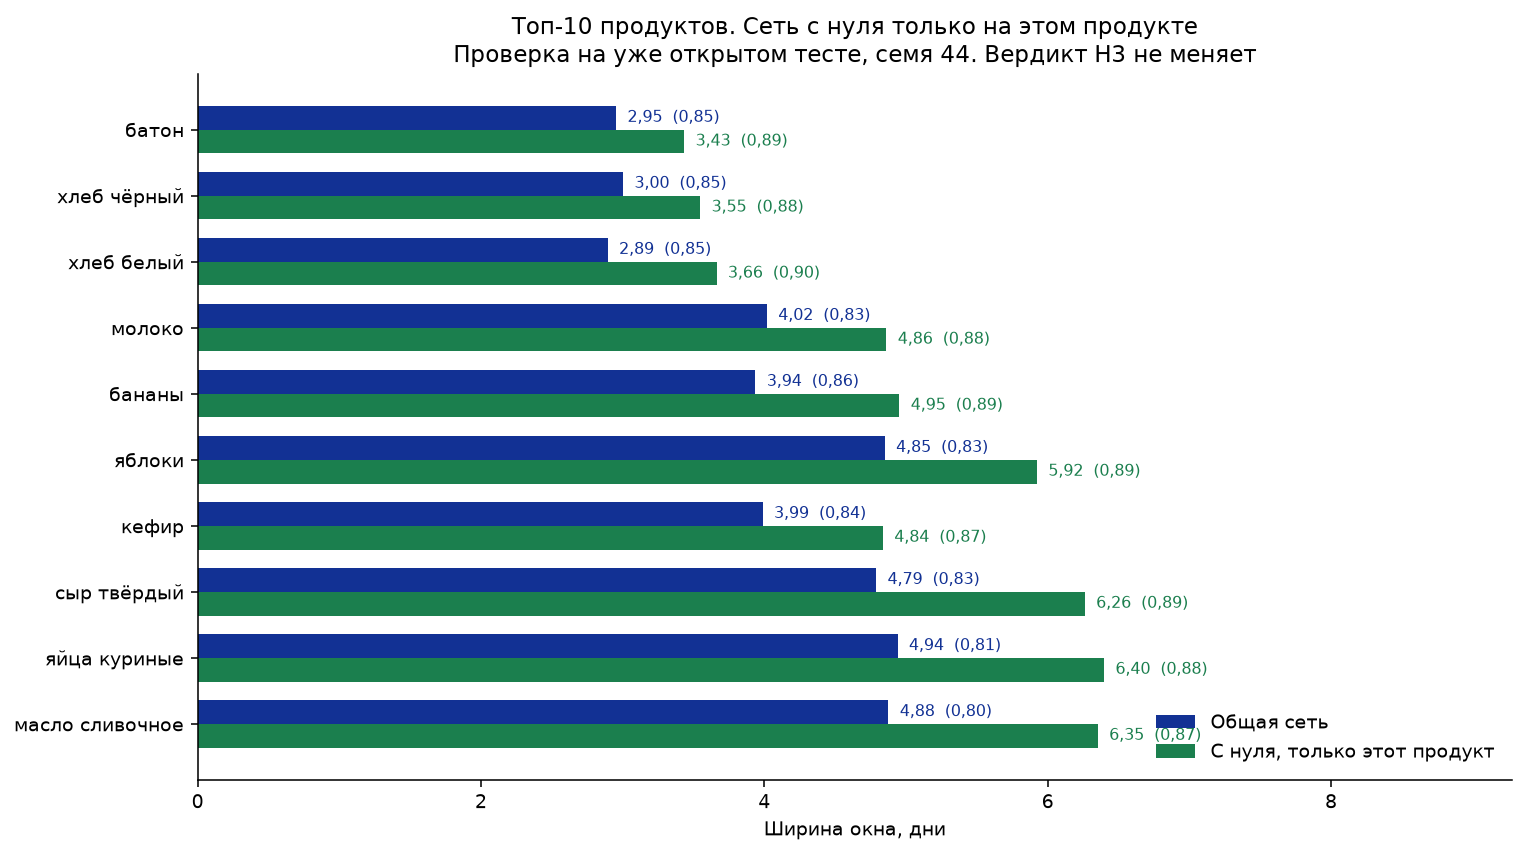 Топ-10 продуктов. Сеть с нуля только на этом продукте
Проверка на уже открытом тесте, семя 44. Вердикт Н3 не меняет
батон
2,95 (0,85)
3,43 (0,89)
хлеб чёрный
3,00 (0,85)
3,55 (0,88)
хлеб белый
2,89 (0,85)
3,66 (0,90)
молоко
4,02 (0,83)
4,86 (0,88)
бананы
3,94 (0,86)
4,95 (0,89)
яблоки
4,85 (0,83)
5,92 (0,89)
кефир
3,99 (0,84)
4,84 (0,87)
сыр твёрдый
4,79 (0,83)
6,26 (0,89)
яйца куриные
4,94 (0,81)
6,40 (0,88)
масло сливочное
4,88 (0,80)
6,35 (0,87)
Общая сеть
С нуля, только этот продукт
0 2 4 6 8
Ширина окна, дни